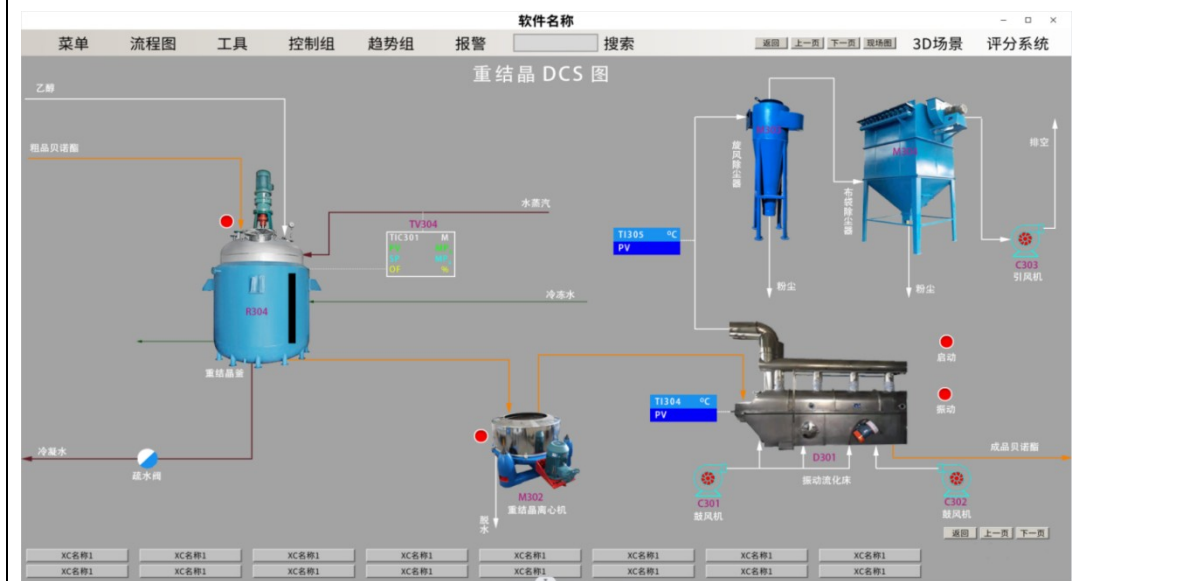 软件名称
菜单 流程图 工具 控制组 趋势组 报警 搜索 返回 上一页 下一页 现场图 3D场景 评分系统
重结晶 DCS 图
乙醇
粗品贝诺酯
水蒸汽
TV304
TIC301 M
SP
OF %
冷冻水
R304
重结晶釜
冷凝水
疏水阀
M302
重结晶离心机
脱水
TI305 ℃
PV
旋风除尘器
布袋除尘器
粉尘
粉尘
排空
C303
引风机
启动
振动
TI304 ℃
PV
D301
振动流化床
成品贝诺酯
C301
鼓风机
C302
鼓风机
返回 上一页 下一页
XC名称1 XC名称1 XC名称1 XC名称1 XC名称1 XC名称1 XC名称1 XC名称1
XC名称1 XC名称1 XC名称1 XC名称1 XC名称1 XC名称1 XC名称1 XC名称1